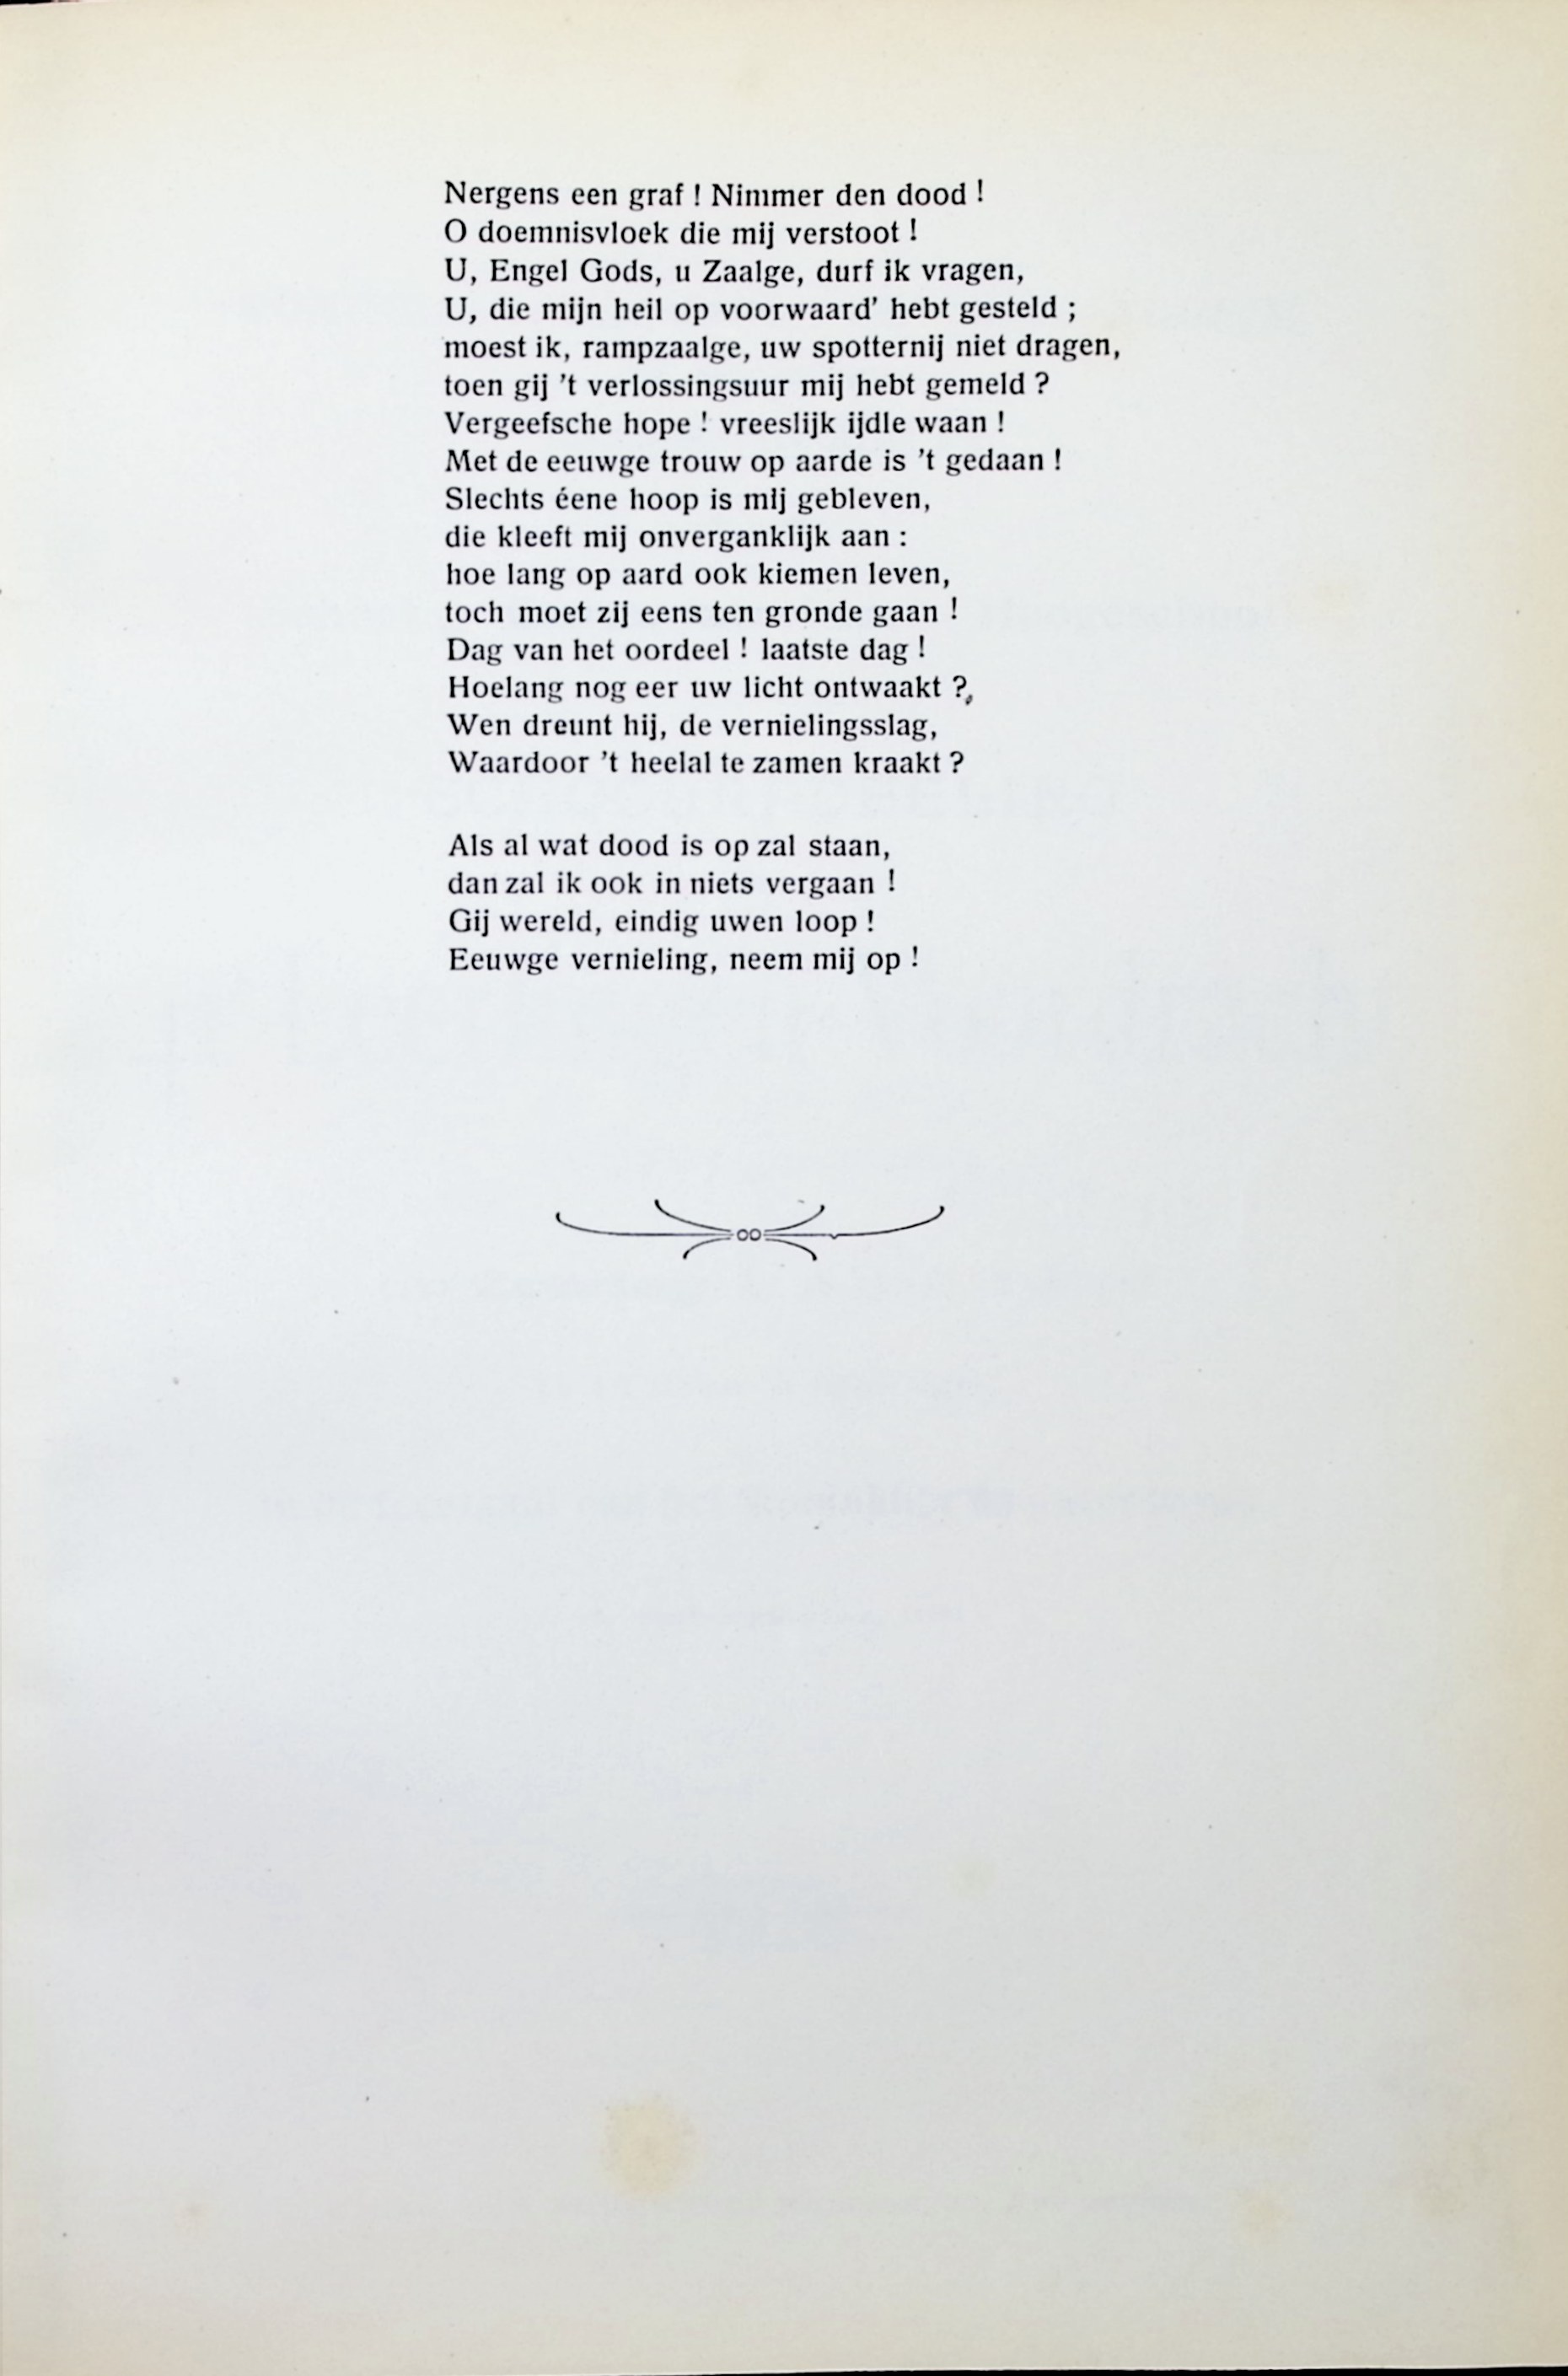 Nergens een graf ! Nimmer den dood !
O doemnisvloek die mij verstoot !
U, Engel Gods, u Zaalge, durf ik vragen,
U, die mijn heil op voorwaard’ hebt gesteld ;
moest ik, rampzaalge, uw spotternij niet dragen,
toen gij ’t verlossingsuur mij hebt gemeld ?
Vergeefsche hope ! vreeslijk ijdle waan !
Met de eeuwge trouw op aarde is ’t gedaan !
Slechts éene hoop is mij gebleven,
die kleeft mij onverganklijk aan :
hoe lang op aard ook kiemen leven,
toch moet zij eens ten gronde gaan !
Dag van het oordeel ! laatste dag !
Hoelang nog eer uw licht ontwaakt ?
Wen dreunt hij, de vernielingsslag,
Waardoor ’t heelal te zamen kraakt ?
Als al wat dood is op zal staan,
dan zal ik ook in niets vergaan !
Gij wereld, eindig uwen loop !
Eeuwge vernieling, neem mij op !